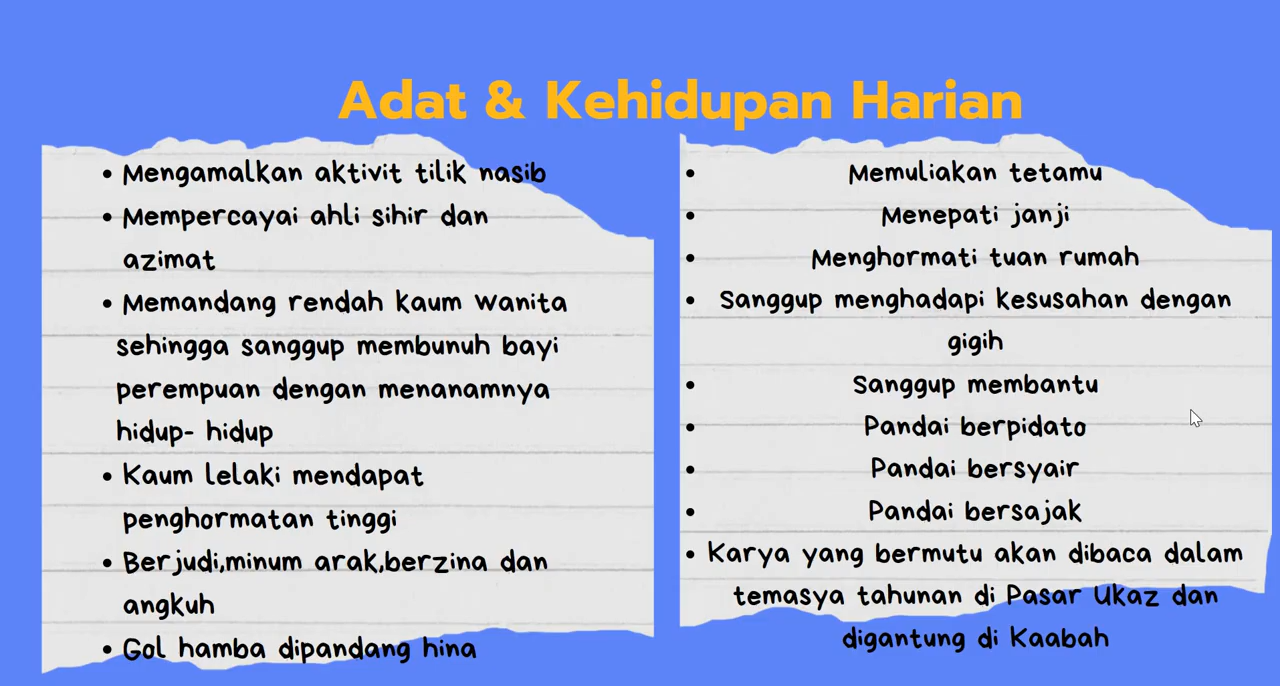 Adat & Kehidupan Harian
• Mengamalkan aktivit tilik nasib
• Mempercayai ahli sihir dan
azimat
• Memandang rendah kaum wanita
sehingga sanggup membunuh bayi
perempuan dengan menanamnya
hidup- hidup
• Kaum lelaki mendapat
penghormatan tinggi
• Berjudi,minum arak,berzina dan
angkuh
• Gol hamba dipandang hina
• Memuliakan tetamu
• Menepati janji
• Menghormati tuan rumah
• Sanggup menghadapi kesusahan dengan
gigih
• Sanggup membantu
• Pandai berpidato
• Pandai bersyair
• Pandai bersajak
• Karya yang bermutu akan dibaca dalam
temasya tahunan di Pasar Ukaz dan
digantung di Kaabah